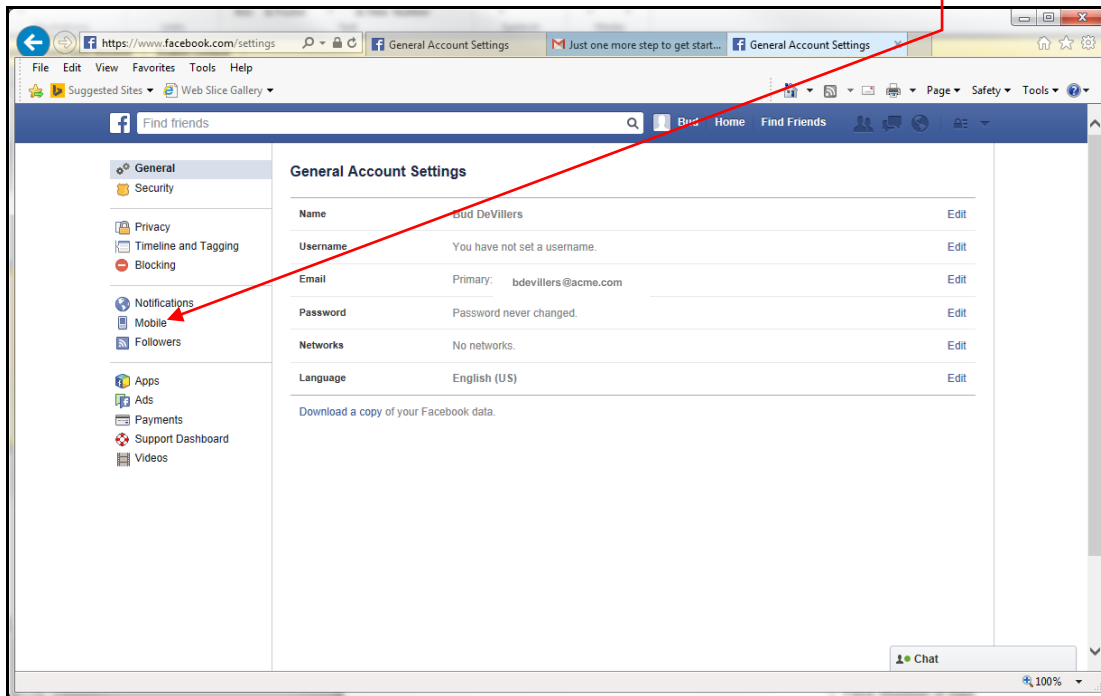 https://www.facebook.com/settings
General Account Settings
Just one more step to get start...
General Account Settings
File Edit View Favorites Tools Help
Suggested Sites Web Slice Gallery
Page Safety Tools
Find friends
Bud Home Find Friends
General
Security
Privacy
Timeline and Tagging
Blocking
Notifications
Mobile
Followers
Apps
Ads
Payments
Support Dashboard
Videos
General Account Settings
Name Bud DeVillers Edit
Username You have not set a username. Edit
Email Primary: bdevillers@acme.com Edit
Password Password never changed. Edit
Networks No networks. Edit
Language English (US) Edit
Download a copy of your Facebook data.
Chat
100%